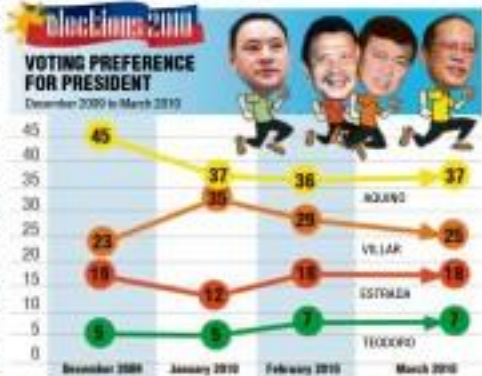 elections 2010
VOTING PREFERENCE
FOR PRESIDENT
December 2009 to March 2010
45
40
35
30
25
20
15
10
5
0
45
37
36
37
AQUINO
23
35
29
25
VILLAR
19
12
18
18
ESTRADA
5
5
7
7
TEODORO
December 2009
January 2010
February 2010
March 2010